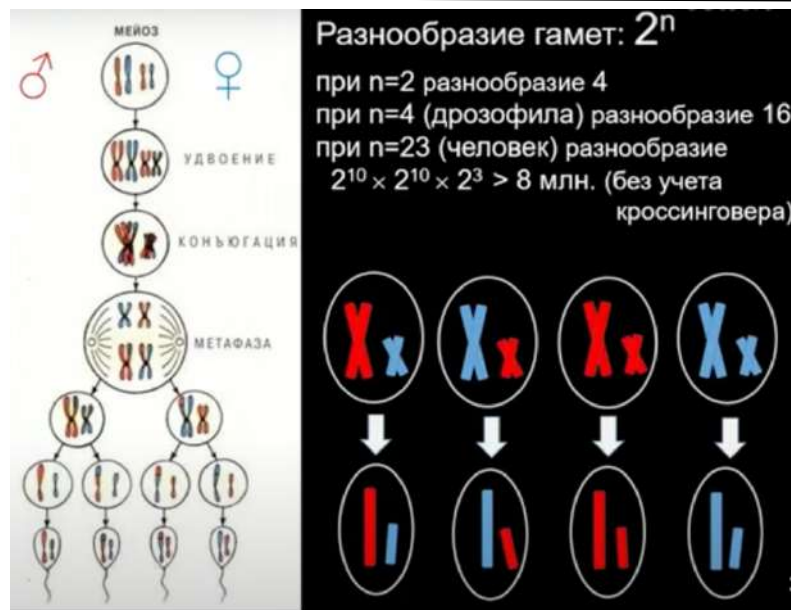 МЕЙОЗ
УДВОЕНИЕ
КОНЪЮГАЦИЯ
МЕТАФАЗА
Разнообразие гамет: 2ⁿ
при n=2 разнообразие 4
при n=4 (дрозофила) разнообразие 16
при n=23 (человек) разнообразие
2¹⁰ × 2¹⁰ × 2³ > 8 млн. (без учета
кроссинговера)